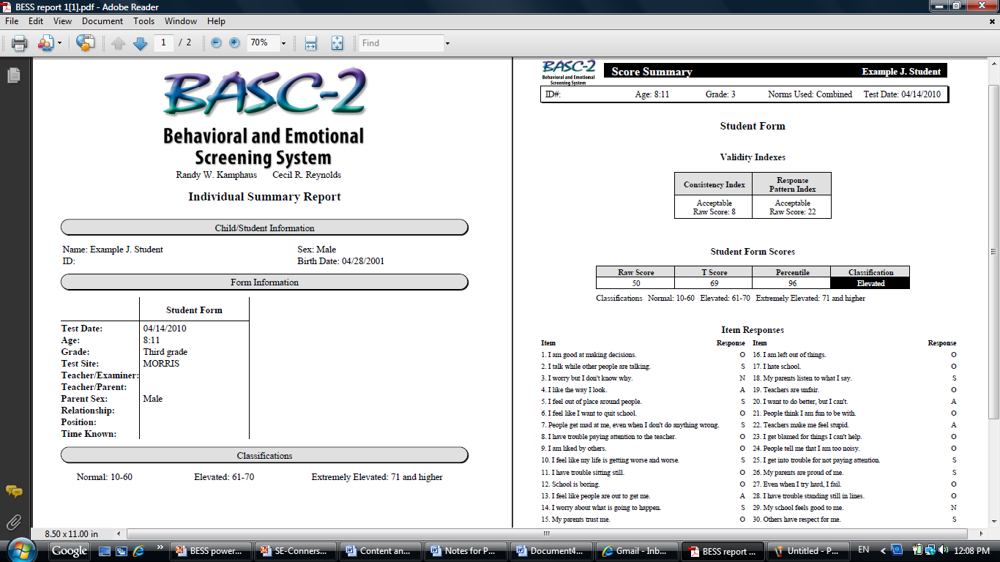 BESS report 1[1].pdf - Adobe Reader
File Edit View Document Tools Window Help
1 / 2 70% Find
BASC-2
Behavioral and Emotional
Screening System
Randy W. Kamphaus Cecil R. Reynolds
Individual Summary Report
Child/Student Information
Name: Example J. Student Sex: Male
ID: Birth Date: 04/28/2001
Form Information
Student Form
Test Date: 04/14/2010
Age: 8:11
Grade: Third grade
Test Site: MORRIS
Teacher/Examiner:
Teacher/Parent:
Parent Sex: Male
Relationship:
Position:
Time Known:
Classifications
Normal: 10-60 Elevated: 61-70 Extremely Elevated: 71 and higher
BASC-2
Behavioral and Emotional
Screening System
Score Summary Example J. Student
ID#: Age: 8:11 Grade: 3 Norms Used: Combined Test Date: 04/14/2010
Student Form
Validity Indexes
Consistency Index Response Pattern Index
Acceptable Acceptable
Raw Score: 8 Raw Score: 22
Student Form Scores
Raw Score T Score Percentile Classification
50 69 96 Elevated
Classifications Normal: 10-60 Elevated: 61-70 Extremely Elevated: 71 and higher
Item Responses
Item Response Item Response
1. I am good at making decisions. O 16. I am left out of things. O
2. I talk while other people are talking. S 17. I hate school. O
3. I worry but I don't know why. N 18. My parents listen to what I say. S
4. I like the way I look. A 19. Teachers are unfair. O
5. I feel out of place around people. S 20. I want to do better, but I can't. A
6. I feel like I want to quit school. O 21. People think I am fun to be with. O
7. People get mad at me, even when I don't do anything wrong. S 22. Teachers make me feel stupid. A
8. I have trouble paying attention to the teacher. O 23. I get blamed for things I can't help. O
9. I am liked by others. O 24. People tell me that I am too noisy. O
10. I feel like my life is getting worse and worse. S 25. I get into trouble for not paying attention. S
11. I have trouble sitting still. O 26. My parents are proud of me. S
12. School is boring. O 27. Even when I try hard, I fail. O
13. I feel like people are out to get me. A 28. I have trouble standing still in lines. O
14. I worry about what is going to happen. S 29. My school feels good to me. N
15. My parents trust me. O 30. Others have respect for me. S
8.50 x 11.00 in
Google BESS power... SE-Conners... Content an... Notes for P... Document4... Gmail - Inb... BESS report ... Untitled - P... EN 12:08 PM